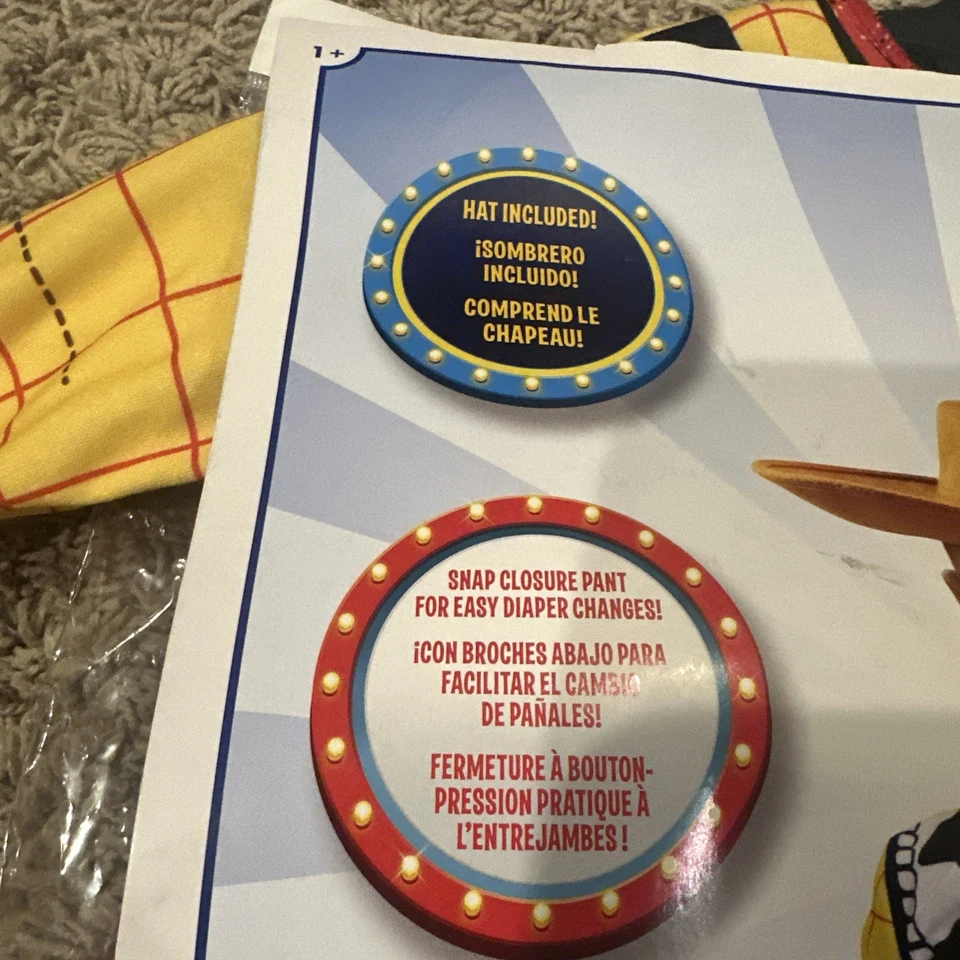 1+
HAT INCLUDED!
¡SOMBRERO
INCLUIDO!
COMPREND LE
CHAPEAU!
SNAP CLOSURE PANT
FOR EASY DIAPER CHANGES!
¡CON BROCHES ABAJO PARA
FACILITAR EL CAMBIO
DE PAÑALES!
FERMETURE À BOUTON-
PRESSION PRATIQUE À
L'ENTREJAMBES !